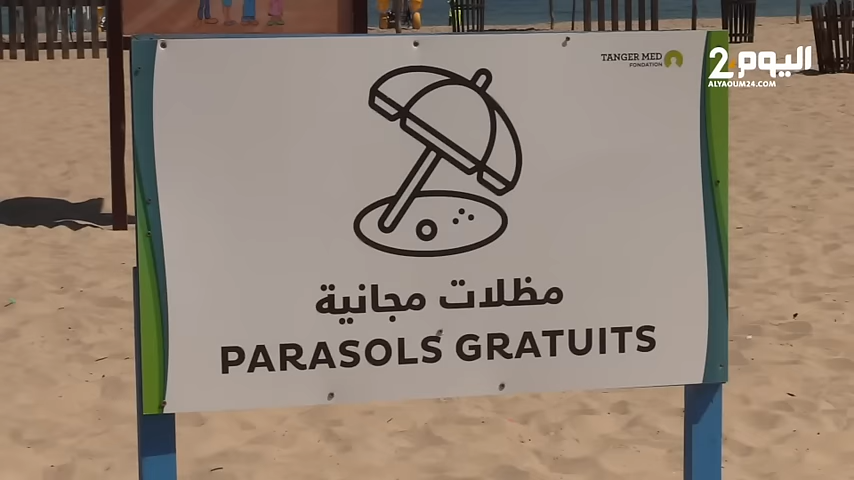 TANGER MED
FONDATION
اليوم 24
ALYAOUM24.COM
مظلات مجانية
PARASOLS GRATUITS